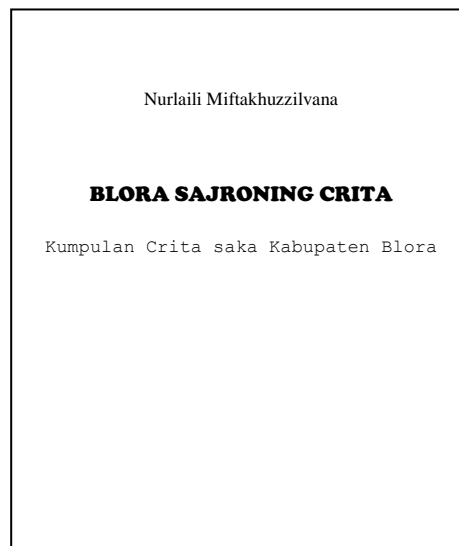 Nurlaili Miftakhuzzilvana
BLORA SAJRONING CRITA
Kumpulan Crita saka Kabupaten Blora